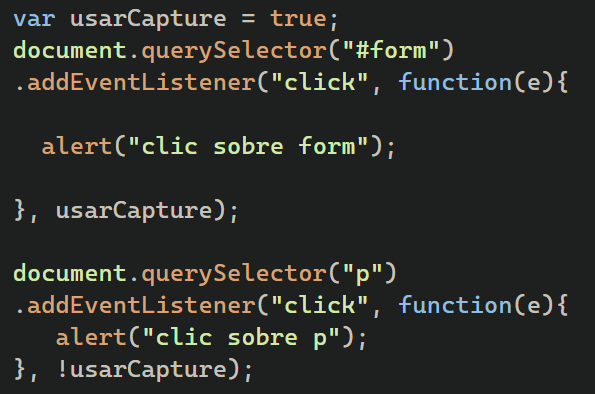 var usarCapture = true;
document.querySelector("#form")
.addEventListener("click", function(e){
alert("clic sobre form");
}, usarCapture);
document.querySelector("p")
.addEventListener("click", function(e){
alert("clic sobre p");
}, !usarCapture);